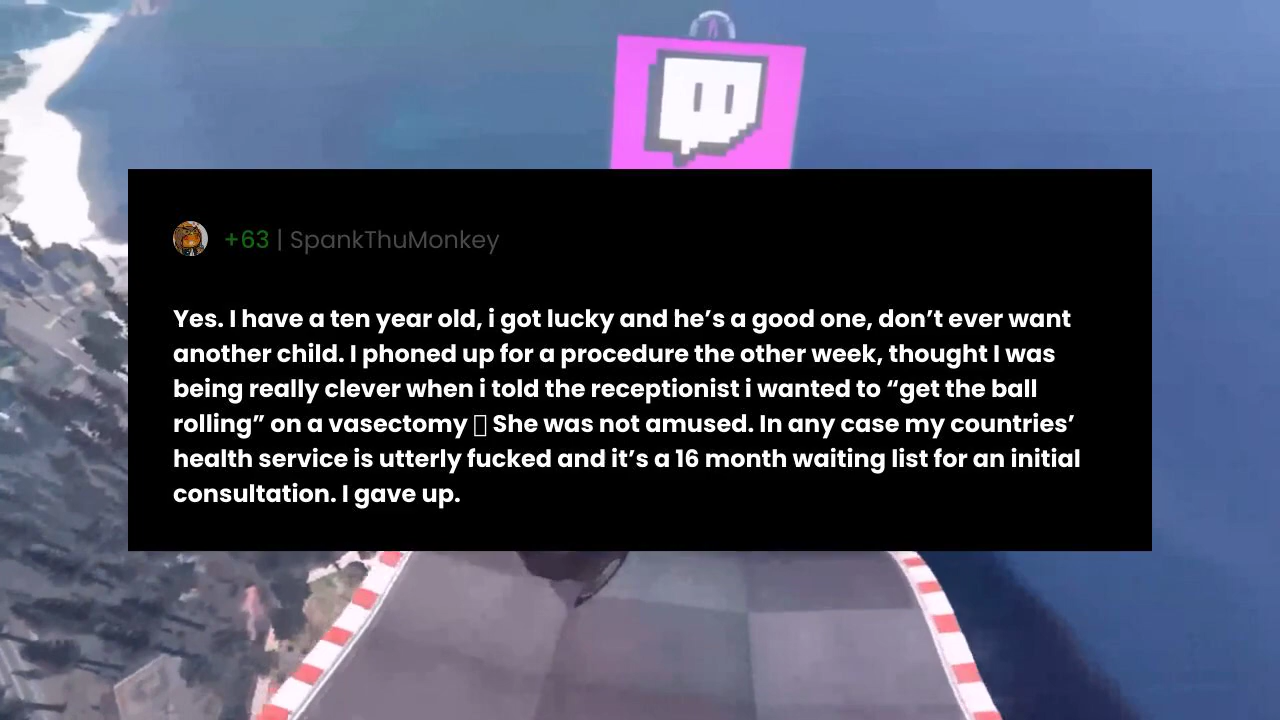 +63 | SpankThuMonkey
Yes. I have a ten year old, i got lucky and he’s a good one, don’t ever want
another child. I phoned up for a procedure the other week, thought I was
being really clever when i told the receptionist i wanted to “get the ball
rolling” on a vasectomy ▯ She was not amused. In any case my countries’
health service is utterly fucked and it’s a 16 month waiting list for an initial
consultation. I gave up.